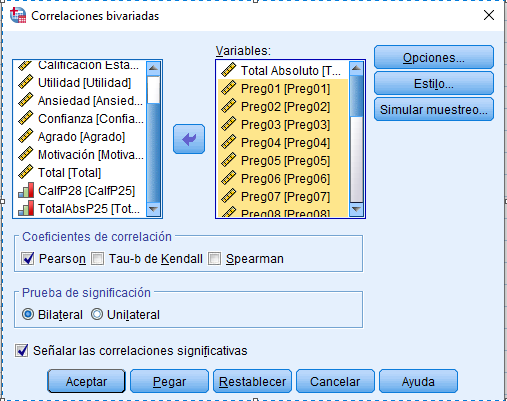 Correlaciones bivariadas
Variables:
Calificación Esta...
Utilidad [Utilidad]
Ansiedad [Ansied...
Confianza [Confia...
Agrado [Agrado]
Motivación [Motiva...
Total [Total]
CalfP28 [CalfP25]
TotalAbsP25 [Tot...
Total Absoluto [T...
Preg01 [Preg01]
Preg02 [Preg02]
Preg03 [Preg03]
Preg04 [Preg04]
Preg05 [Preg05]
Preg06 [Preg06]
Preg07 [Preg07]
Preg08 [Preg08]
Opciones...
Estilo...
Simular muestreo...
Coeficientes de correlación
Pearson Tau-b de Kendall Spearman
Prueba de significación
Bilateral Unilateral
Señalar las correlaciones significativas
Aceptar Pegar Restablecer Cancelar Ayuda